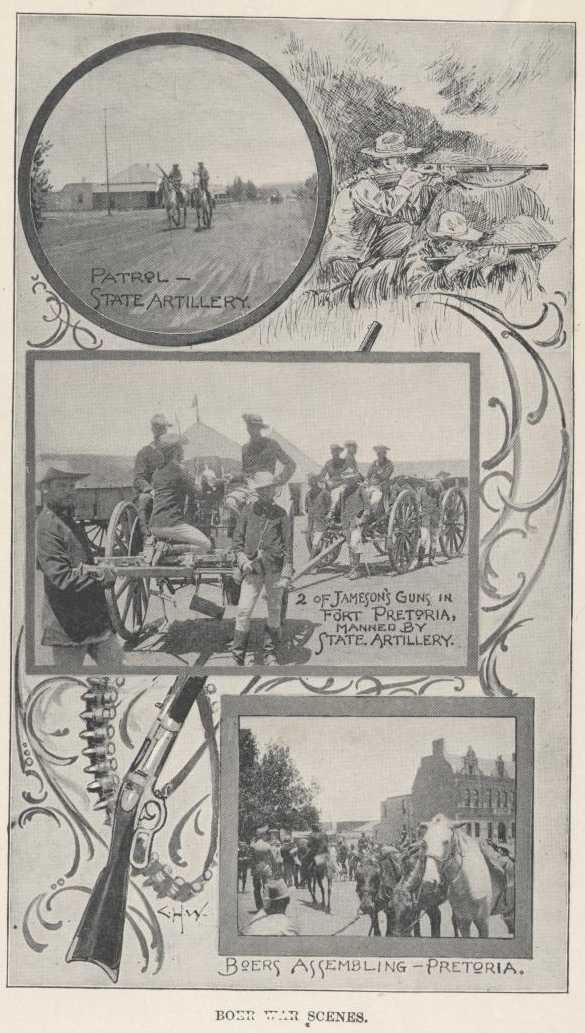 PATROL –
STATE ARTILLERY.
2 OF JAMESON'S GUNS IN
FORT PRETORIA,
MANNED BY
STATE ARTILLERY.
C.H.W.
BOERS ASSEMBLING – PRETORIA.
BOER WAR SCENES.